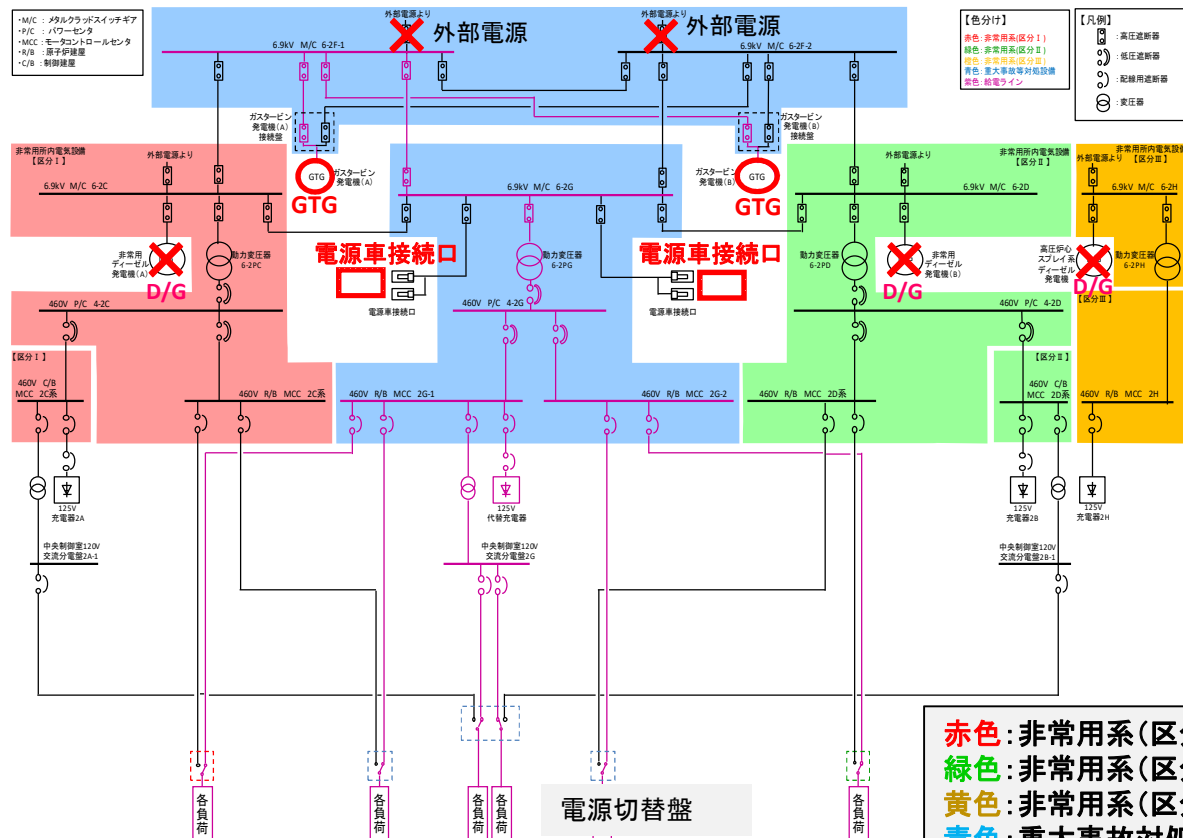 ・M/C ： メタルクラッドスイッチギア
・P/C ： パワーセンタ
・MCC ： モータコントロールセンタ
・R/B ： 原子炉建屋
・C/B ： 制御建屋
外部電源より
外部電源
6.9kV M/C 6-2F-1
外部電源より
外部電源
6.9kV M/C 6-2F-2
【色分け】
赤色：非常用系(区分Ⅰ)
緑色：非常用系(区分Ⅱ)
橙色：非常用系(区分Ⅲ)
青色：重大事故等対処設備
紫色：給電ライン
【凡例】
：高圧遮断器
：低圧遮断器
：配線用遮断器
：変圧器
ガスタービン
発電機(A)
接続盤
ガスタービン
発電機(B)
接続盤
非常用所内電気設備
【区分Ⅰ】
外部電源より
6.9kV M/C 6-2C
GTG
ガスタービン
発電機(A)
GTG
6.9kV M/C 6-2G
ガスタービン
発電機(B)
GTG
GTG
外部電源より
非常用所内電気設備
【区分Ⅱ】
6.9kV M/C 6-2D
非常用所内電気設備
【区分Ⅲ】
外部電源より
6.9kV M/C 6-2H
非常用
ディーゼル
発電機(A)
D/G
動力変圧器
6-2PC
電源車接続口
電源車接続口
動力変圧器
6-2PG
電源車接続口
電源車接続口
動力変圧器
6-2PD
非常用
ディーゼル
発電機(B)
D/G
高圧炉心
スプレイ系
ディーゼル
発電機
D/G
動力変圧器
6-2PH
460V P/C 4-2C
460V P/C 4-2G
460V P/C 4-2D
【区分Ⅰ】
【区分Ⅱ】
【区分Ⅲ】
460V C/B
MCC 2C系
460V R/B MCC 2C系
460V R/B MCC 2G-1
460V R/B MCC 2G-2
460V R/B MCC 2D系
460V C/B
MCC 2D系
460V R/B MCC 2H
125V
充電器2A
125V
代替充電器
125V
充電器2B
125V
充電器2H
中央制御室120V
交流分電盤2A-1
中央制御室120V
交流分電盤2G
中央制御室120V
交流分電盤2B-1
各負荷
各負荷
各負荷
各負荷
電源切替盤
各負荷
赤色：非常用系（区
緑色：非常用系（区
黄色：非常用系（区
青色：重大事故対処